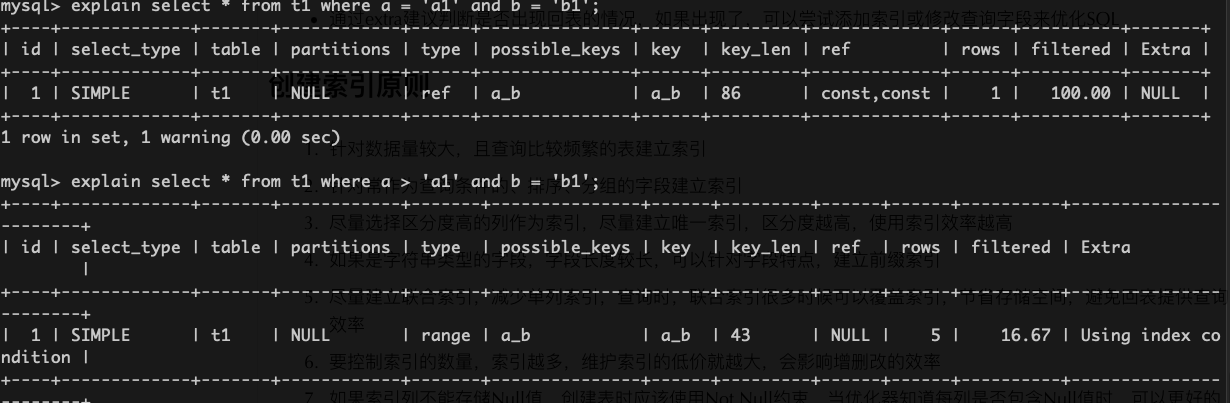 mysql> explain select * from t1 where a = 'a1' and b = 'b1';
通过extra建议判断是否出现回表的情况，如果出现了，可以尝试添加索引或修改查询字段来优化SQL
+----+-------------+-------+------------+------+---------------+------+---------+-------------+------+----------+-------+
| id | select_type | table | partitions | type | possible_keys | key | key_len | ref | rows | filtered | Extra |
+----+-------------+-------+------------+------+---------------+------+---------+-------------+------+----------+-------+
创建索引原则
| 1 | SIMPLE | t1 | NULL | ref | a_b | a_b | 86 | const,const | 1 | 100.00 | NULL |
+----+-------------+-------+------------+------+---------------+------+---------+-------------+------+----------+-------+
1 row in set, 1 warning (0.00 sec)
1. 针对数据量较大，且查询比较频繁的表建立索引
mysql> explain select * from t1 where a > 'a1' and b = 'b1';
2. 针对常作为查询条件的、排序、分组的字段建立索引
+----+-------------+-------+------------+-------+---------------+------+---------+------+------+----------+---------------
--------+
3. 尽量选择区分度高的列作为索引，尽量建立唯一索引，区分度越高，使用索引效率越高
| id | select_type | table | partitions | type | possible_keys | key | key_len | ref | rows | filtered | Extra
|
4. 如果是字符串类型的字段，字段长度较长，可以针对字段特点，建立前缀索引
+----+-------------+-------+------------+-------+---------------+------+---------+------+------+----------+---------------
--------+
5. 尽量建立联合索引，减少单列索引，查询时，联合索引很多时候可以覆盖索引，节省存储空间，避免回表提供查询
效率
| 1 | SIMPLE | t1 | NULL | range | a_b | a_b | 43 | NULL | 5 | 16.67 | Using index co
ndition |
6. 要控制索引的数量，索引越多，维护索引的低价就越大，会影响增删改的效率
+----+-------------+-------+------------+-------+---------------+------+---------+------+------+----------+---------------
--------+
7. 如果索引列不能存储Null值，创建表时应该使用Not Null约束，当优化器知道每列是否包含Null值时，可以更好的